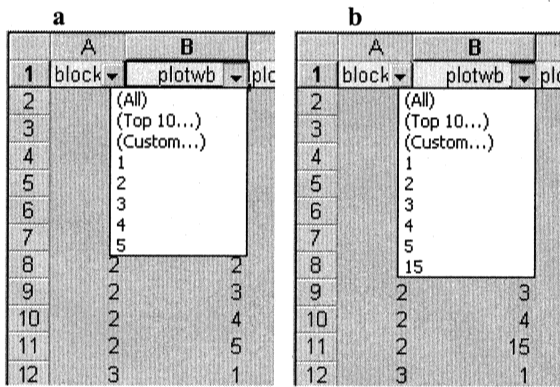 a
A B
1 block plotwb plo
2 (All)
3 (Top 10...)
(Custom...)
4 1
5 2
6 3
7 4
5
8 2 2
9 2 3
10 2 4
11 2 5
12 3 1
b
A B
1 block plotwb plo
2 (All)
3 (Top 10...)
(Custom...)
4 1
5 2
6 3
7 4
5
8 15
9 2 3
10 2 4
11 2 15
12 3 1